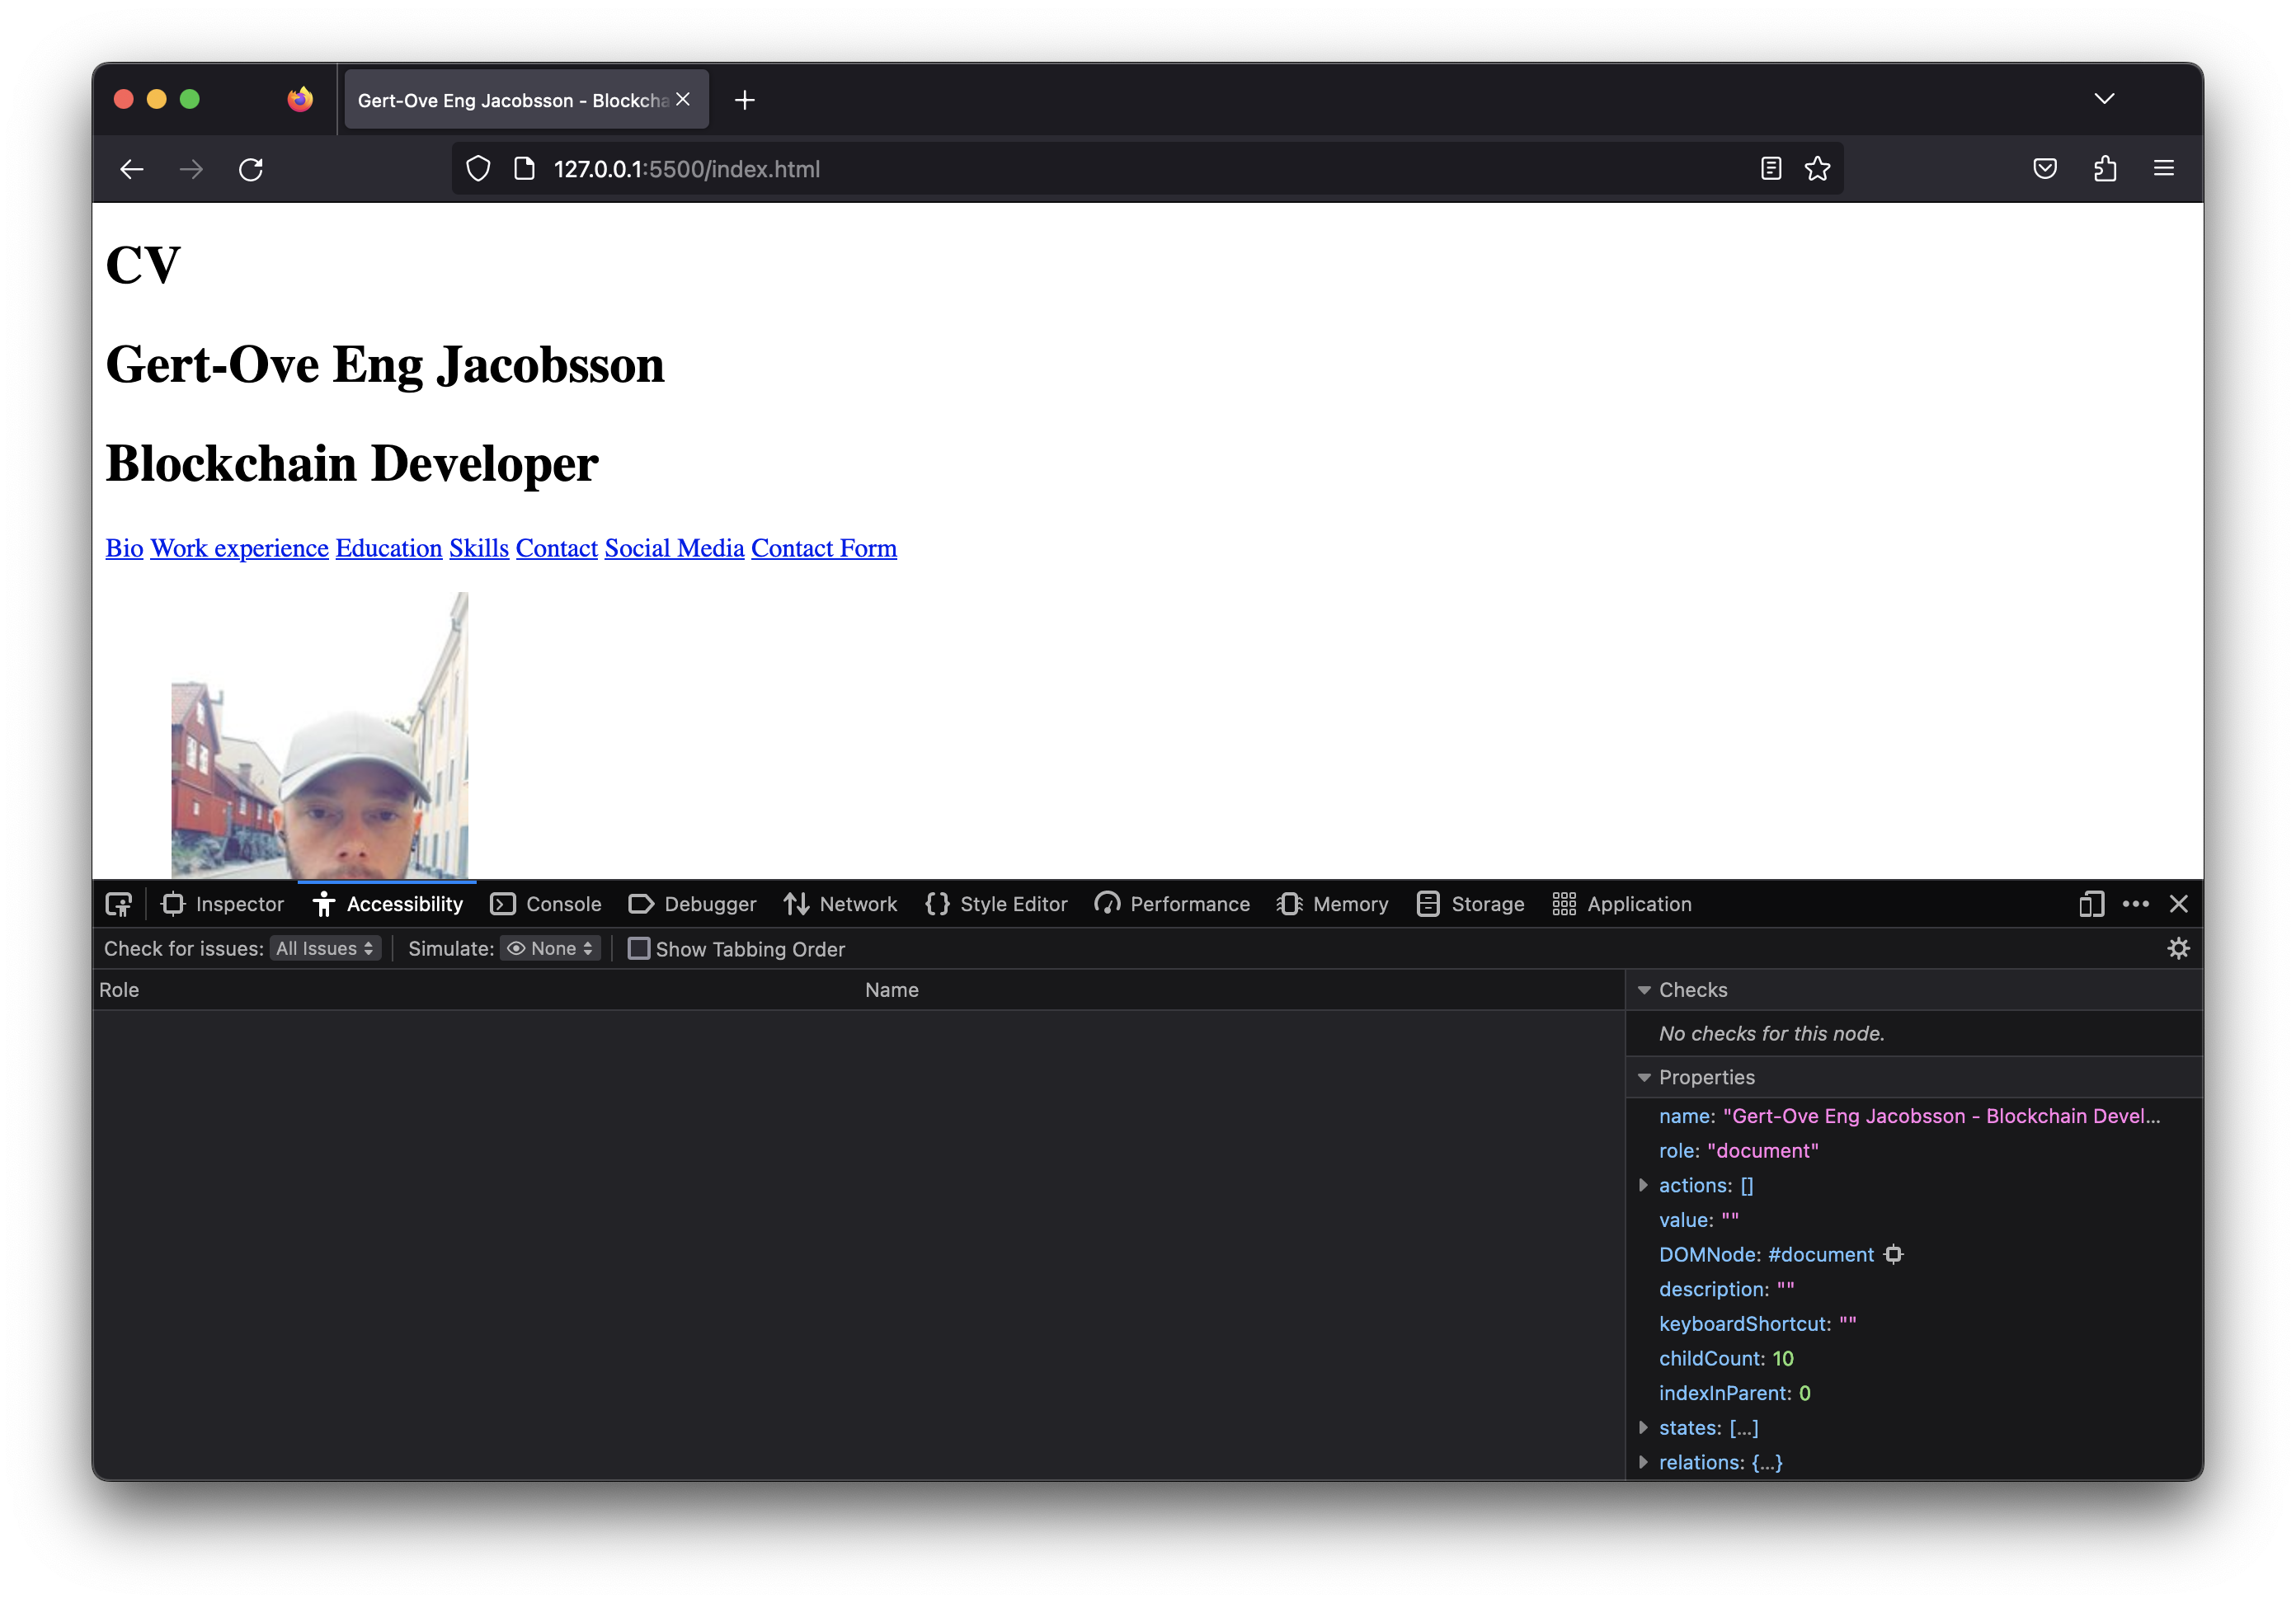 Gert-Ove Eng Jacobsson - Blockcha
127.0.0.1:5500/index.html
CV
Gert-Ove Eng Jacobsson
Blockchain Developer
Bio Work experience Education Skills Contact Social Media Contact Form
Inspector Accessibility Console Debugger Network Style Editor Performance Memory Storage Application
Check for issues: All Issues Simulate: None Show Tabbing Order
Role Name
Checks
No checks for this node.
Properties
name: "Gert-Ove Eng Jacobsson - Blockchain Devel...
role: "document"
actions: []
value: ""
DOMNode: #document
description: ""
keyboardShortcut: ""
childCount: 10
indexInParent: 0
states: [...]
relations: {...}